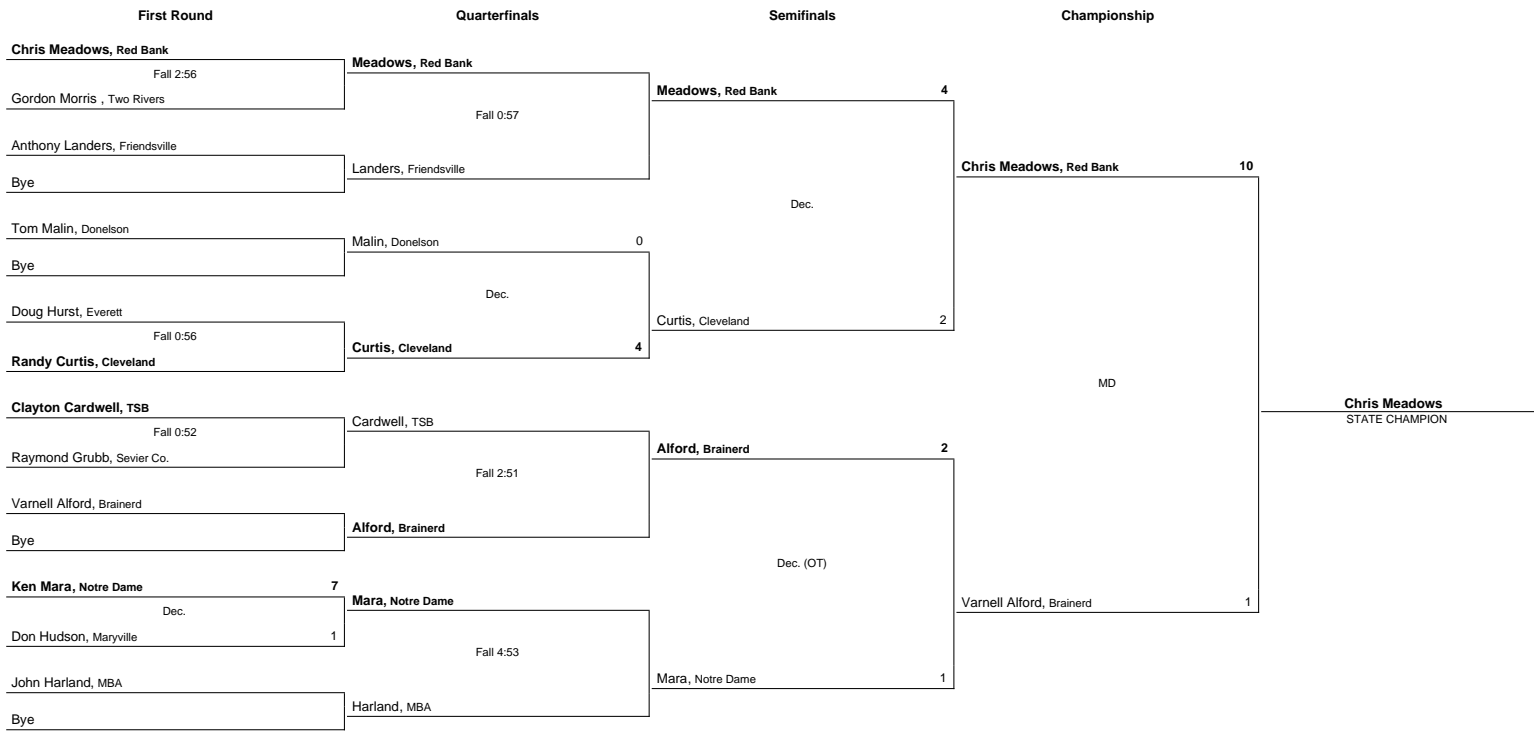 First Round
Quarterfinals
Semifinals
Championship
Chris Meadows, Red Bank
Fall 2:56
Gordon Morris , Two Rivers
Anthony Landers, Friendsville
Bye
Tom Malin, Donelson
Bye
Doug Hurst, Everett
Fall 0:56
Randy Curtis, Cleveland
Clayton Cardwell, TSB
Fall 0:52
Raymond Grubb, Sevier Co.
Varnell Alford, Brainerd
Bye
Ken Mara, Notre Dame 7
Dec.
Don Hudson, Maryville 1
John Harland, MBA
Bye
Meadows, Red Bank
Fall 0:57
Landers, Friendsville
Malin, Donelson 0
Dec.
Curtis, Cleveland 4
Cardwell, TSB
Fall 2:51
Alford, Brainerd
Mara, Notre Dame
Fall 4:53
Harland, MBA
Meadows, Red Bank 4
Dec.
Curtis, Cleveland 2
Alford, Brainerd 2
Dec. (OT)
Mara, Notre Dame 1
Chris Meadows, Red Bank 10
MD
Varnell Alford, Brainerd 1
Chris Meadows
STATE CHAMPION